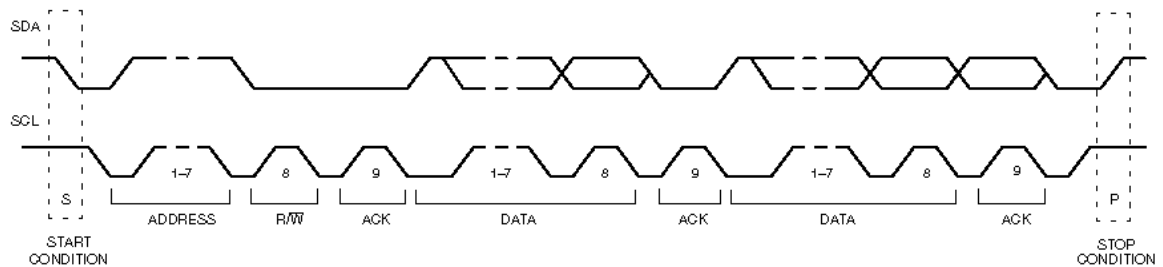 SDA
SCL
1–7 8 9 1–7 8 9 1–7 8 9
S P
ADDRESS R/W̅ ACK DATA ACK DATA ACK
START CONDITION
STOP CONDITION